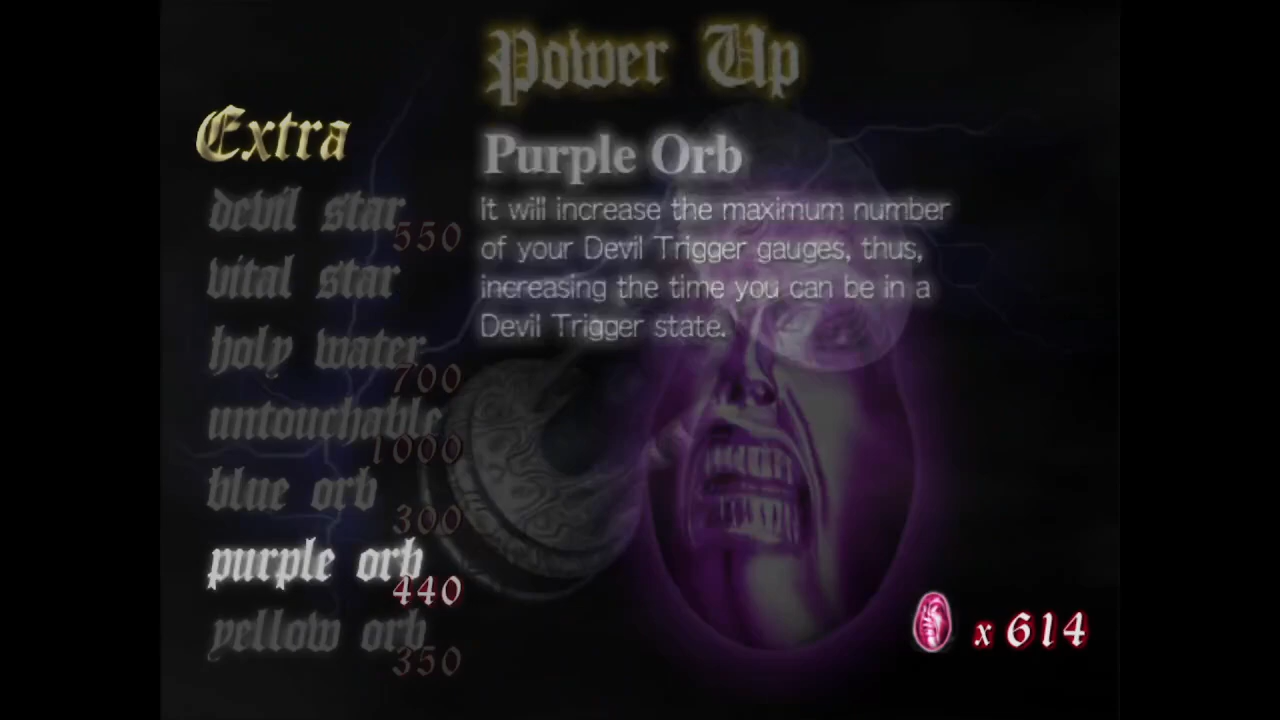 Power Up
Extra
devil star
550
vital star
holy water
700
untouchable
1000
blue orb
300
purple orb
440
yellow orb
350
Purple Orb
It will increase the maximum number
of your Devil Trigger gauges, thus,
increasing the time you can be in a
Devil Trigger state.
x 614